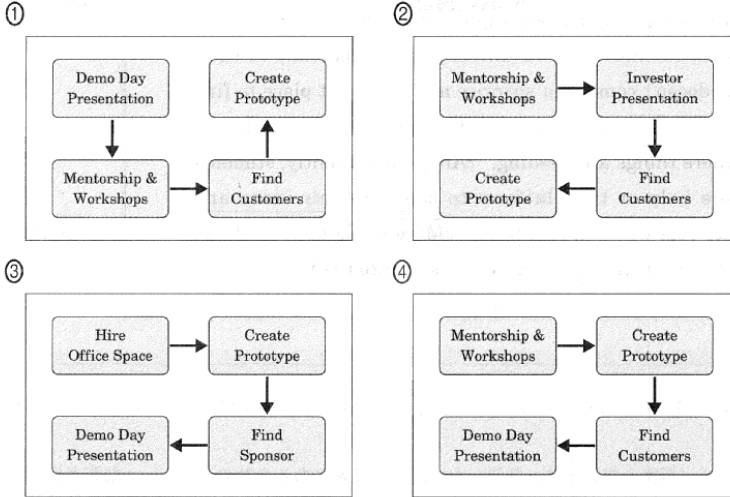 ①
Demo Day
Presentation
Create
Prototype
Mentorship &
Workshops
Find
Customers
②
Mentorship &
Workshops
Investor
Presentation
Create
Prototype
Find
Customers
③
Hire
Office Space
Create
Prototype
Demo Day
Presentation
Find
Sponsor
④
Mentorship &
Workshops
Create
Prototype
Demo Day
Presentation
Find
Customers